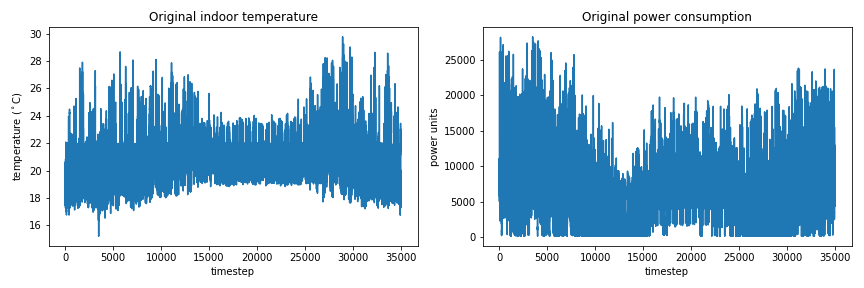 Original indoor temperature
temperature (°C)
30
28
26
24
22
20
18
16
0 5000 10000 15000 20000 25000 30000 35000
timestep
Original power consumption
power units
25000
20000
15000
10000
5000
0
0 5000 10000 15000 20000 25000 30000 35000
timestep